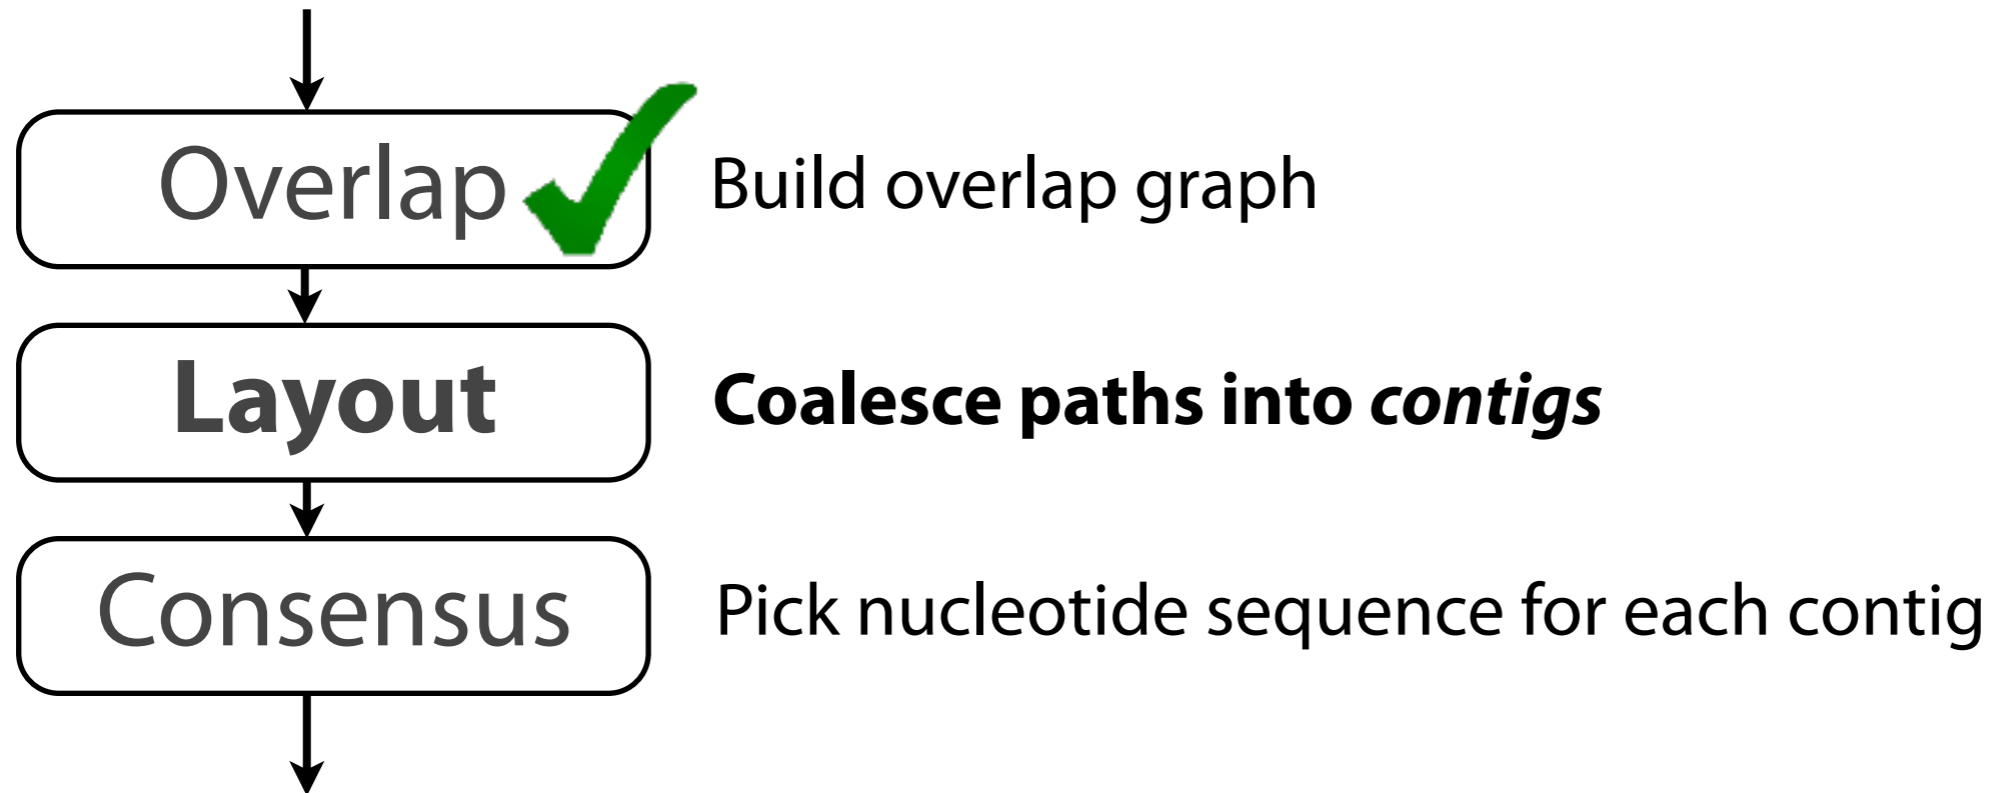 Overlap
Build overlap graph
Layout
Coalesce paths into contigs
Consensus
Pick nucleotide sequence for each contig